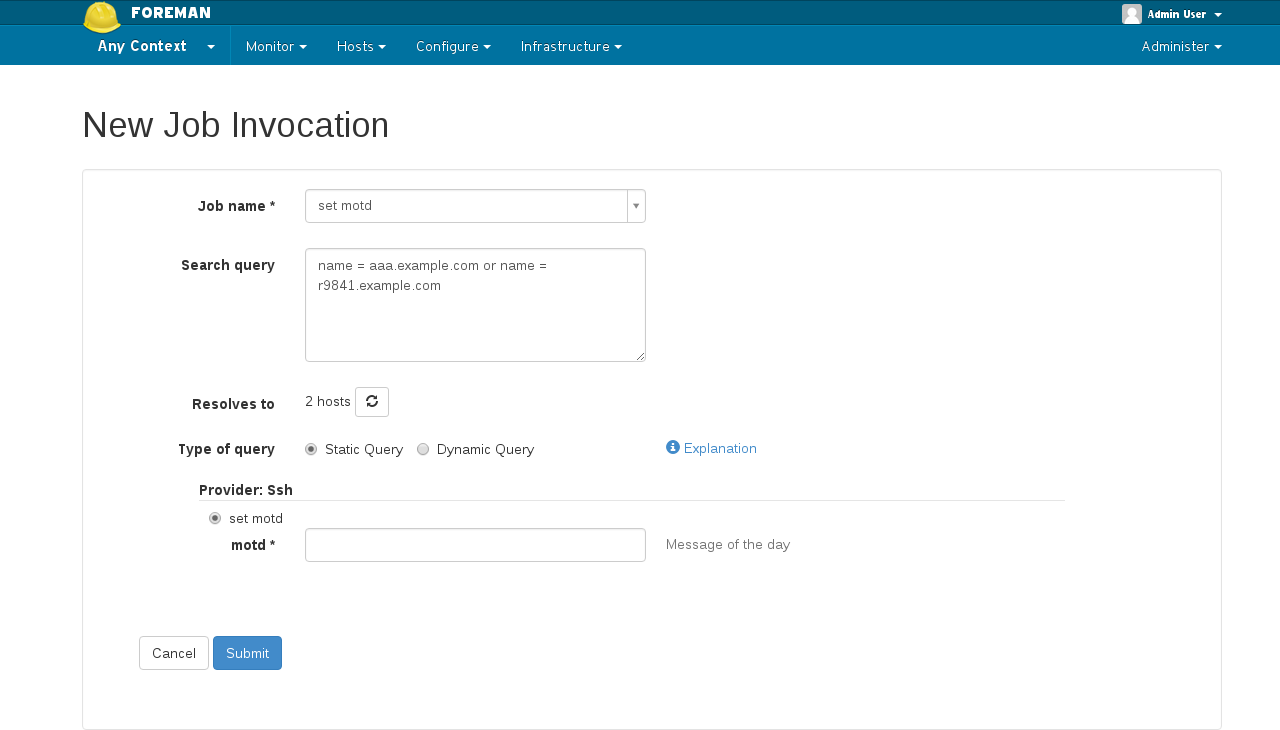 FOREMAN
Admin User
Any Context
Monitor
Hosts
Configure
Infrastructure
Administer
New Job Invocation
Job name *
set motd
Search query
name = aaa.example.com or name =
r9841.example.com
Resolves to
2 hosts
Type of query
Static Query
Dynamic Query
Explanation
Provider: Ssh
set motd
motd *
Message of the day
Cancel
Submit